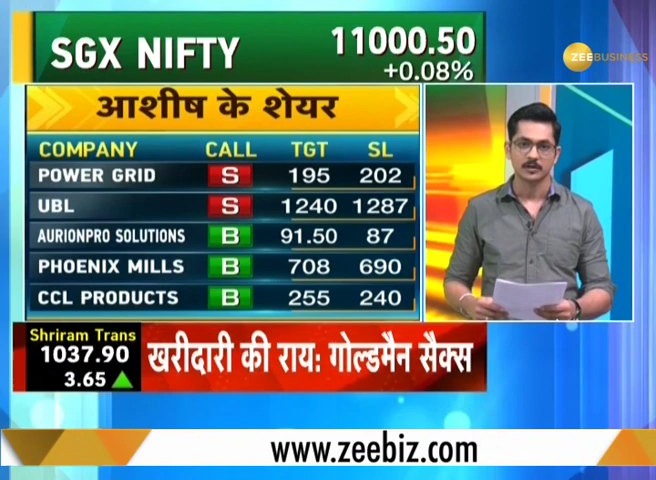 SGX NIFTY 11000.50
+0.08%
ZEEBUSINESS
आशीष के शेयर
COMPANY CALL TGT SL
POWER GRID S 195 202
UBL S 1240 1287
AURIONPRO SOLUTIONS B 91.50 87
PHOENIX MILLS B 708 690
CCL PRODUCTS B 255 240
Shriram Trans
1037.90
3.65
खरीदारी की राय: गोल्डमैन सैक्स
www.zeebiz.com